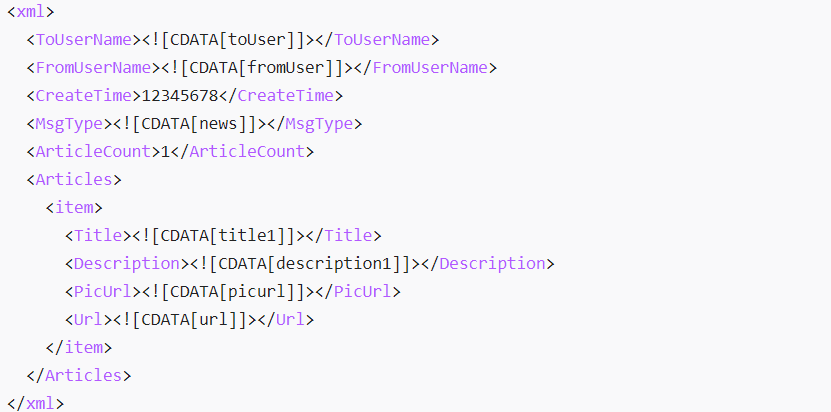 <xml>
  <ToUserName><![CDATA[toUser]]></ToUserName>
  <FromUserName><![CDATA[fromUser]]></FromUserName>
  <CreateTime>12345678</CreateTime>
  <MsgType><![CDATA[news]]></MsgType>
  <ArticleCount>1</ArticleCount>
  <Articles>
    <item>
      <Title><![CDATA[title1]]></Title>
      <Description><![CDATA[description1]]></Description>
      <PicUrl><![CDATA[picurl]]></PicUrl>
      <Url><![CDATA[url]]></Url>
    </item>
  </Articles>
</xml>